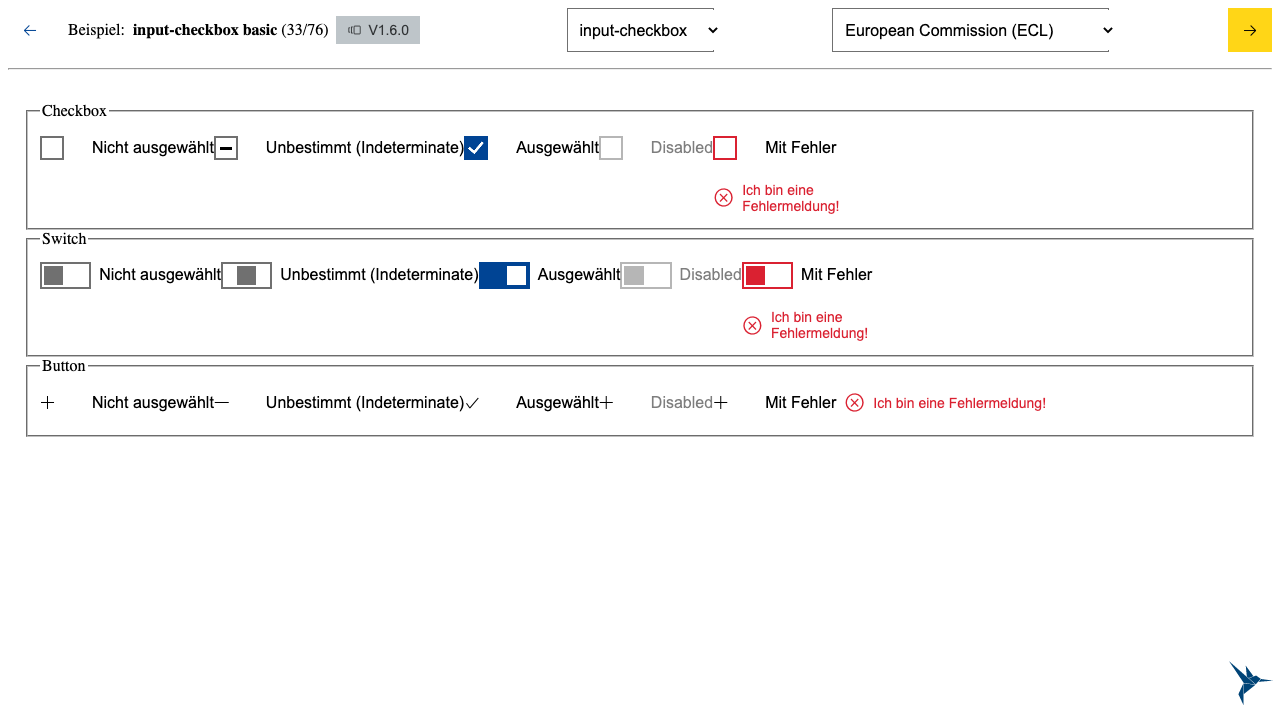 Beispiel: input-checkbox basic (33/76) V1.6.0 input-checkbox European Commission (ECL)
Checkbox
Nicht ausgewählt Unbestimmt (Indeterminate) Ausgewählt Disabled Mit Fehler
Ich bin eine
Fehlermeldung!
Switch
Nicht ausgewählt Unbestimmt (Indeterminate) Ausgewählt Disabled Mit Fehler
Ich bin eine
Fehlermeldung!
Button
Nicht ausgewählt Unbestimmt (Indeterminate) Ausgewählt Disabled Mit Fehler Ich bin eine Fehlermeldung!